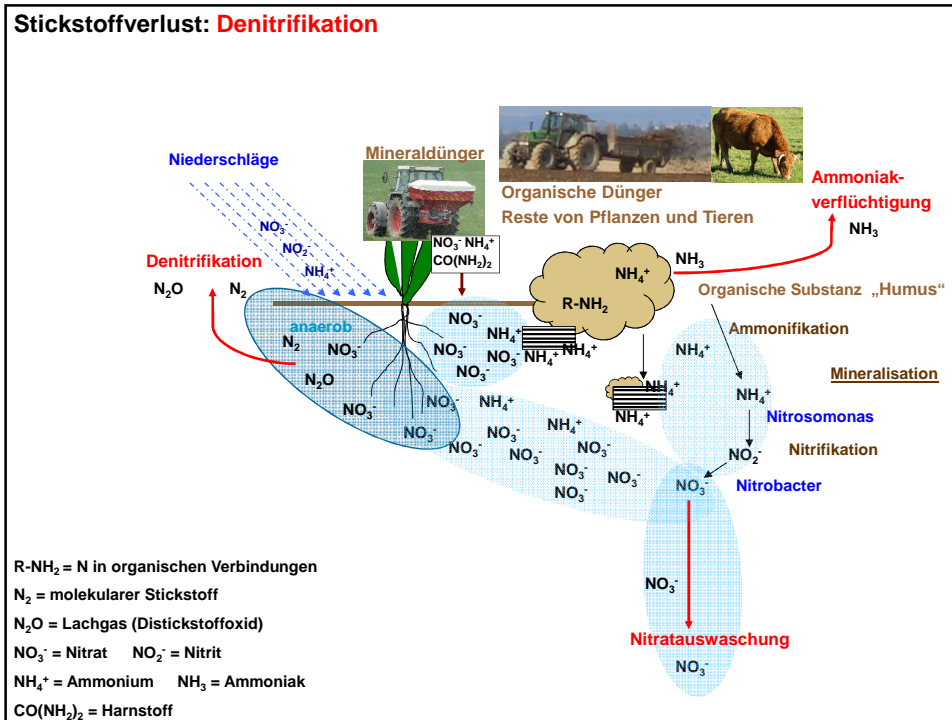 Stickstoffverlust: Denitrifikation
Niederschläge
Mineraldünger
Organische Dünger
Reste von Pflanzen und Tieren
Ammoniak-
verflüchtigung
NH₃
NO₃⁻
NO₂⁻
NH₄⁺
NO₃⁻ NH₄⁺
CO(NH₂)₂
NH₃
NH₄⁺
R-NH₂
Denitrifikation
N₂O N₂
Organische Substanz „Humus“
anaerob
N₂
NO₃⁻
N₂O
NO₃⁻
NO₃⁻
NO₃⁻
NH₄⁺
NO₃⁻
NO₃⁻
NO₃⁻
NH₄⁺
NH₄⁺
Ammonifikation
NH₄⁺
Mineralisation
NH₄⁺
NH₄⁺
NH₄⁺
Nitrosomonas
NO₂⁻
Nitrifikation
NO₃⁻
Nitrobacter
NO₃⁻
NH₄⁺
NH₄⁺
NO₃⁻
NO₃⁻
NO₃⁻
NO₃⁻
NO₃⁻
NO₃⁻
NO₃⁻
NO₃⁻
Nitratauswaschung
NO₃⁻
R-NH₂ = N in organischen Verbindungen
N₂ = molekularer Stickstoff
N₂O = Lachgas (Distickstoffoxid)
NO₃⁻ = Nitrat NO₂⁻ = Nitrit
NH₄⁺ = Ammonium NH₃ = Ammoniak
CO(NH₂)₂ = Harnstoff